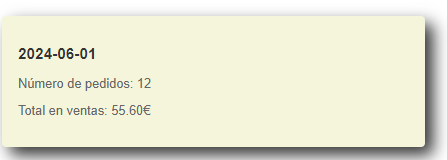 2024-06-01
Número de pedidos: 12
Total en ventas: 55.60€